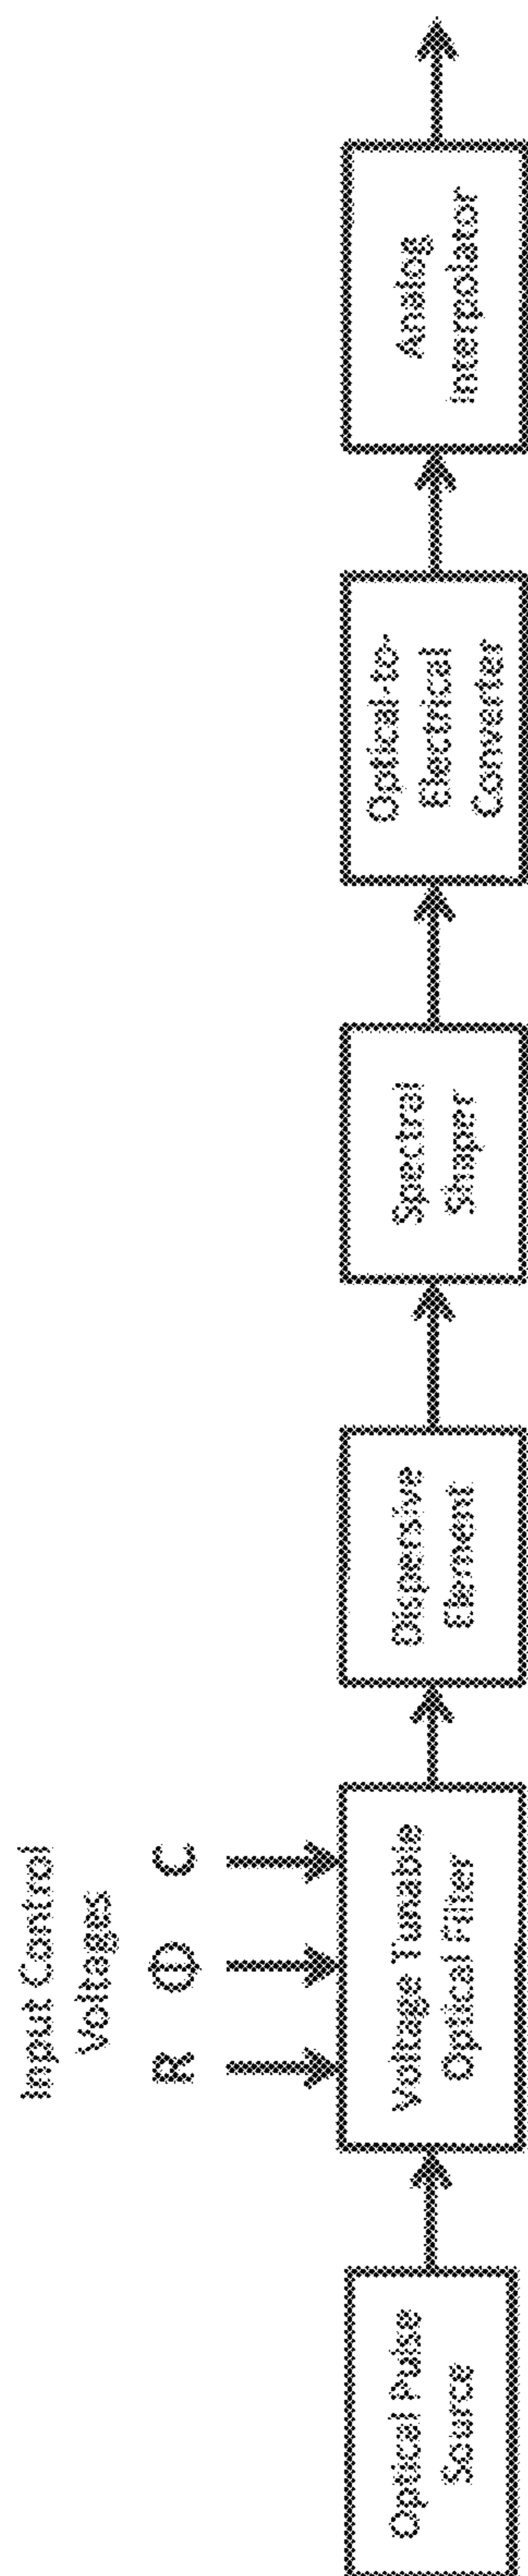 Input Control
Voltages
R Φ C
Optical Pulse
Source
Voltage Tunable
Optical Filter
Dispersive
Element
Spectral
Shaper
Optical-to-
Electrical
Converter
Analog
Interpolator